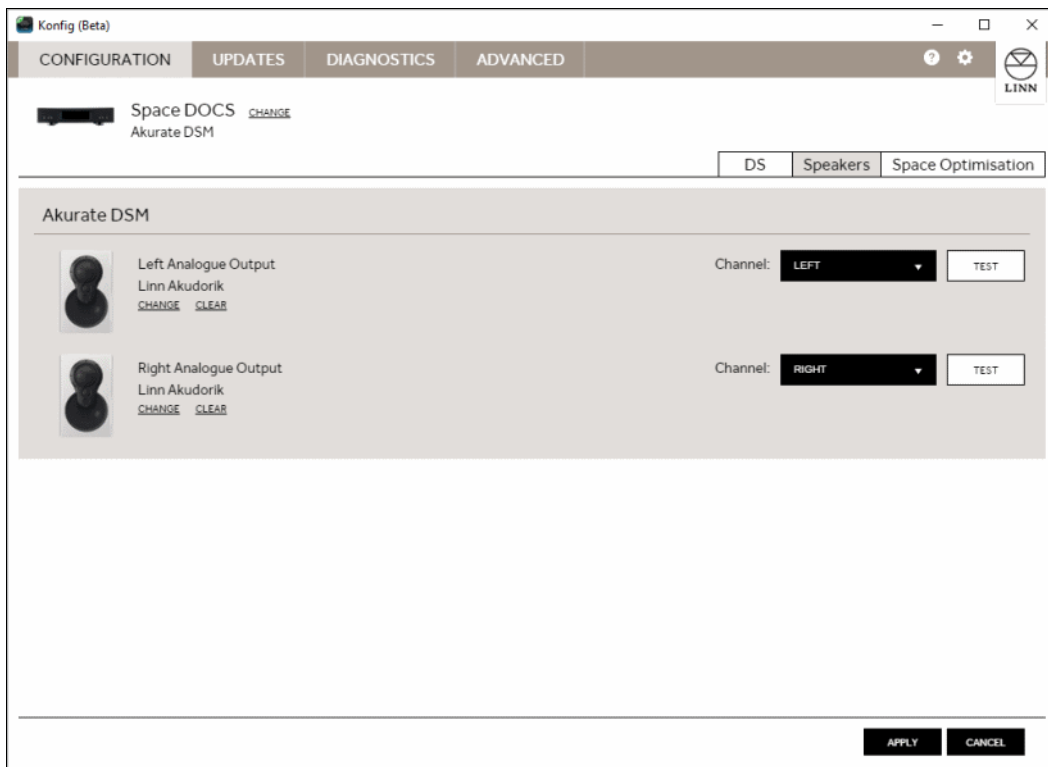 Konfig (Beta)
CONFIGURATION UPDATES DIAGNOSTICS ADVANCED
LINN
Space DOCS CHANGE
Akurate DSM
DS Speakers Space Optimisation
Akurate DSM
Left Analogue Output
Linn Akudorik
CHANGE CLEAR
Channel: LEFT TEST
Right Analogue Output
Linn Akudorik
CHANGE CLEAR
Channel: RIGHT TEST
APPLY CANCEL